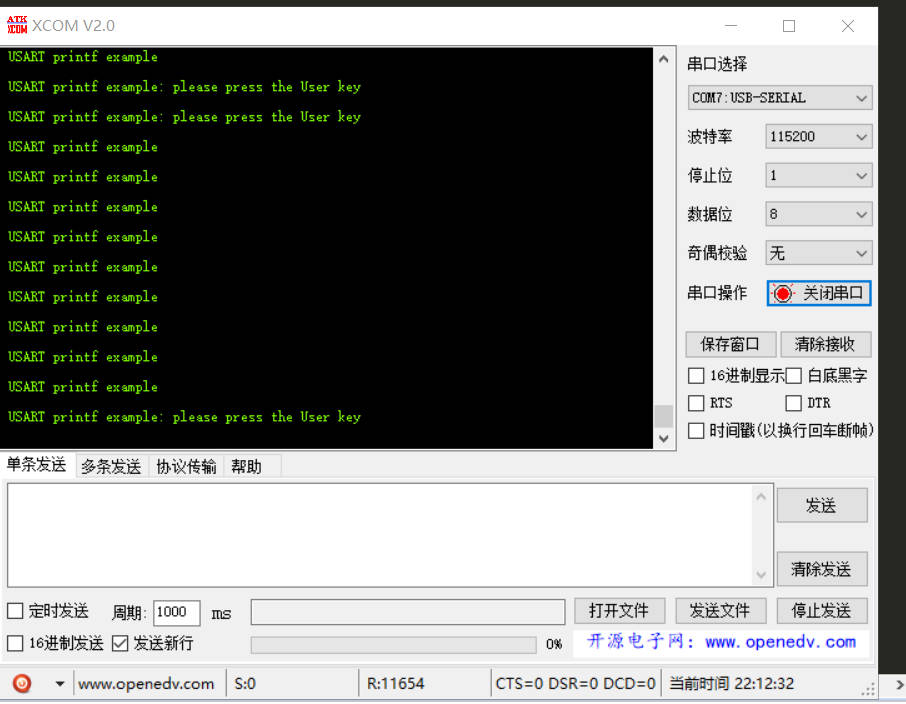 ATK
XCOM XCOM V2.0
USART printf example
USART printf example: please press the User key
USART printf example: please press the User key
USART printf example
USART printf example
USART printf example
USART printf example
USART printf example
USART printf example
USART printf example
USART printf example
USART printf example
USART printf example: please press the User key
串口选择
COM7:USB-SERIAL
波特率 115200
停止位 1
数据位 8
奇偶校验 无
串口操作 关闭串口
保存窗口 清除接收
16进制显示 白底黑字
RTS DTR
时间戳(以换行回车断帧)
单条发送 多条发送 协议传输 帮助
发送
清除发送
定时发送 周期: 1000 ms 打开文件 发送文件 停止发送
16进制发送 发送新行 0% 开源电子网: www.openedv.com
www.openedv.com S:0 R:11654 CTS=0 DSR=0 DCD=0 当前时间 22:12:32